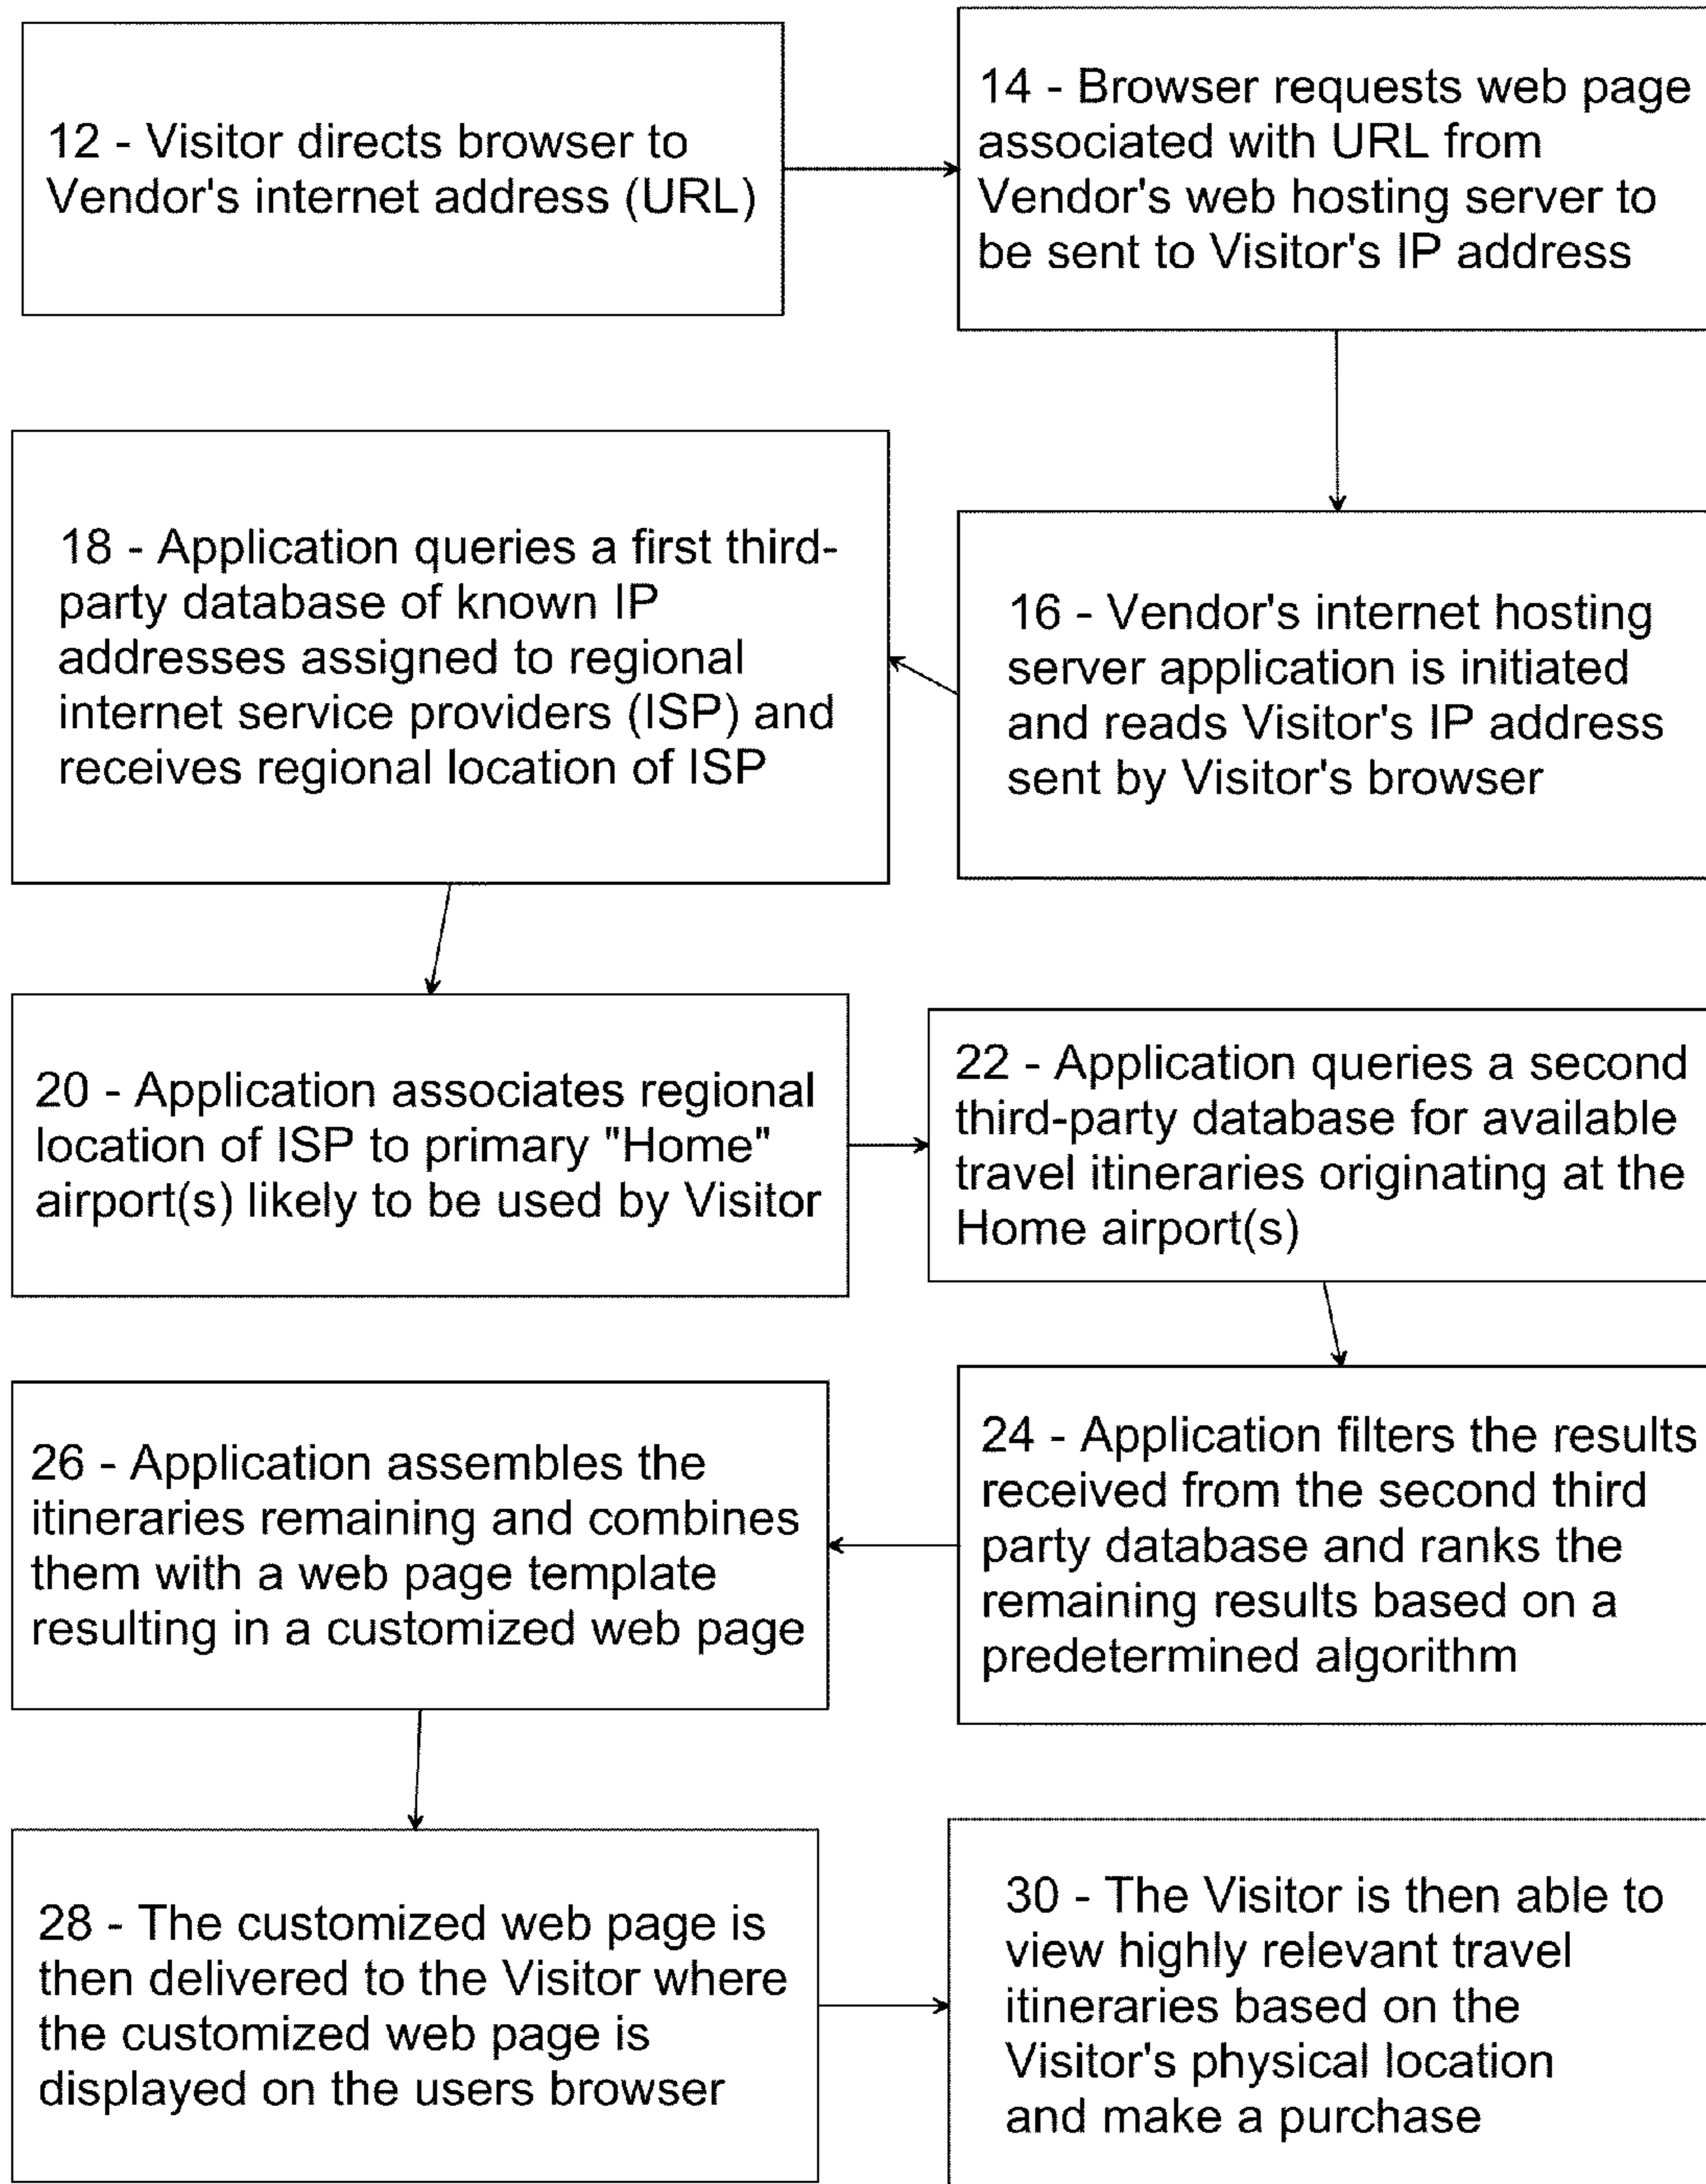 12 - Visitor directs browser to
Vendor's internet address (URL)
14 - Browser requests web page
associated with URL from
Vendor's web hosting server to
be sent to Visitor's IP address
16 - Vendor's internet hosting
server application is initiated
and reads Visitor's IP address
sent by Visitor's browser
18 - Application queries a first third-
party database of known IP
addresses assigned to regional
internet service providers (ISP) and
receives regional location of ISP
20 - Application associates regional
location of ISP to primary "Home"
airport(s) likely to be used by Visitor
22 - Application queries a second
third-party database for available
travel itineraries originating at the
Home airport(s)
24 - Application filters the results
received from the second third
party database and ranks the
remaining results based on a
predetermined algorithm
26 - Application assembles the
itineraries remaining and combines
them with a web page template
resulting in a customized web page
28 - The customized web page is
then delivered to the Visitor where
the customized web page is
displayed on the users browser
30 - The Visitor is then able to
view highly relevant travel
itineraries based on the
Visitor's physical location
and make a purchase